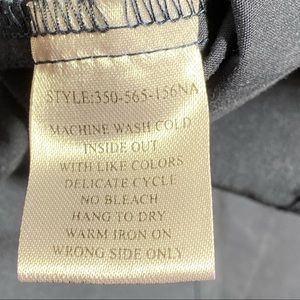 STYLE:350-565-156NA
MACHINE WASH COLD
INSIDE OUT
WITH LIKE COLORS
DELICATE CYCLE
NO BLEACH
HANG TO DRY
WARM IRON ON
WRONG SIDE ONLY